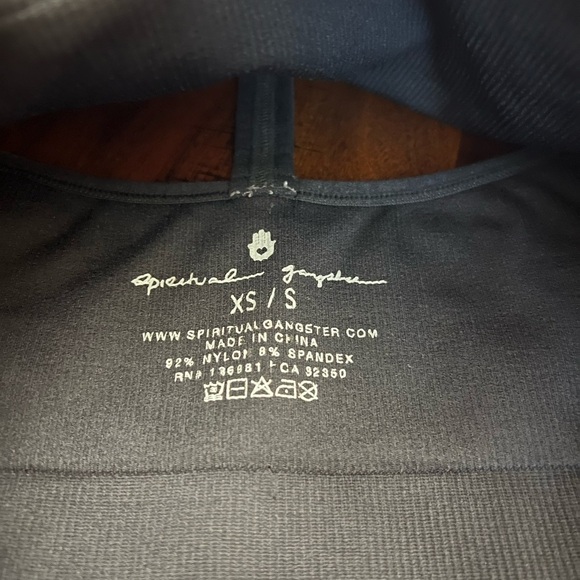 spiritual gangster
XS / S
WWW.SPIRITUALGANGSTER.COM
MADE IN CHINA
92% NYLON 8% SPANDEX
RN# 136981 CA 32350